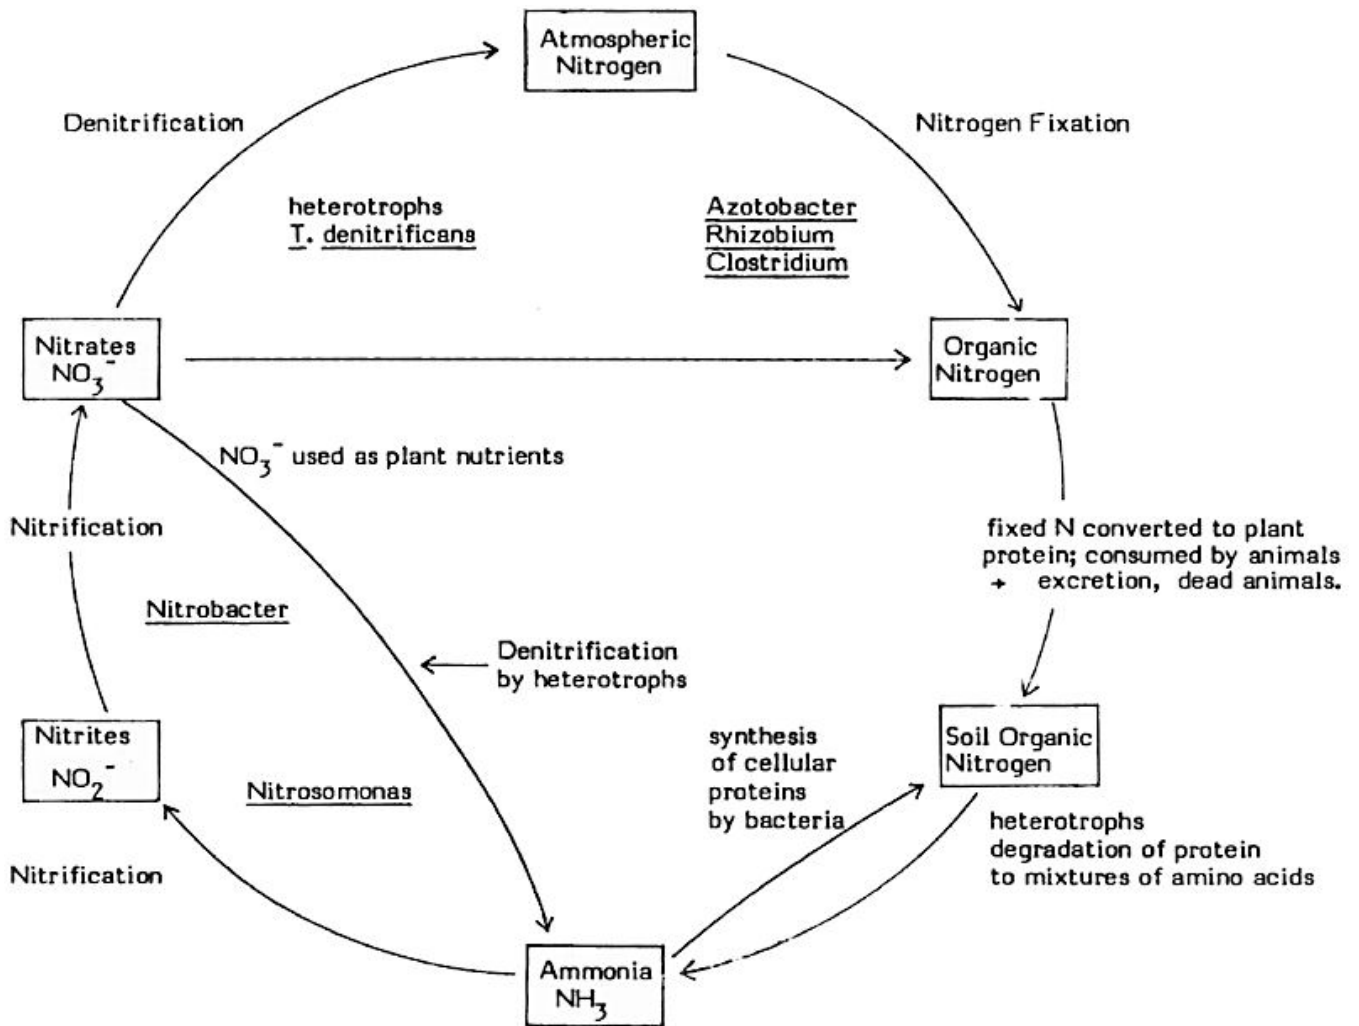 Atmospheric
Nitrogen
Denitrification
Nitrogen Fixation
heterotrophs
T. denitrificans
Azotobacter
Rhizobium
Clostridium
Nitrates
NO₃⁻
Organic
Nitrogen
NO₃⁻ used as plant nutrients
Nitrification
fixed N converted to plant
protein; consumed by animals
→ excretion, dead animals.
Nitrobacter
Denitrification
by heterotrophs
Nitrites
NO₂⁻
Nitrosomonas
synthesis
of cellular
proteins
by bacteria
Soil Organic
Nitrogen
heterotrophs
degradation of protein
to mixtures of amino acids
Nitrification
Ammonia
NH₃